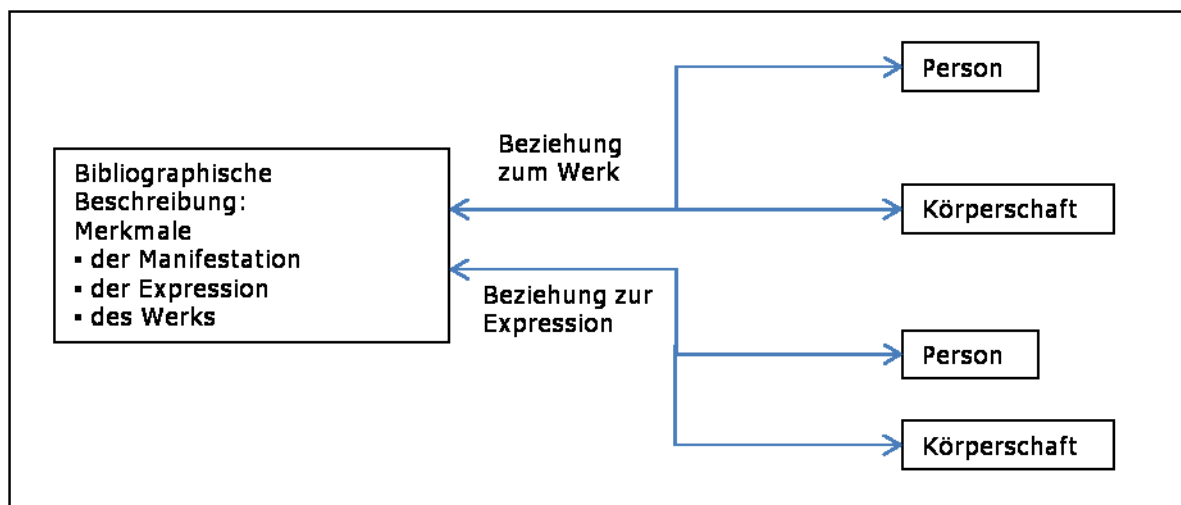 Bibliographische
Beschreibung:
Merkmale
▪ der Manifestation
▪ der Expression
▪ des Werks
Beziehung
zum Werk
Beziehung zur
Expression
Person
Körperschaft
Person
Körperschaft